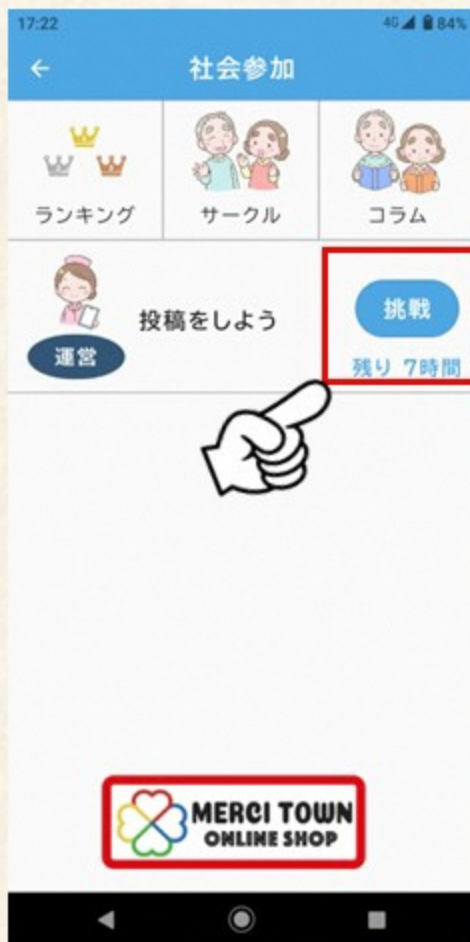 17:22
4G 84%
社会参加
ランキング
サークル
コラム
投稿をしよう
運営
挑戦
残り 7時間
MERCI TOWN
ONLINE SHOP